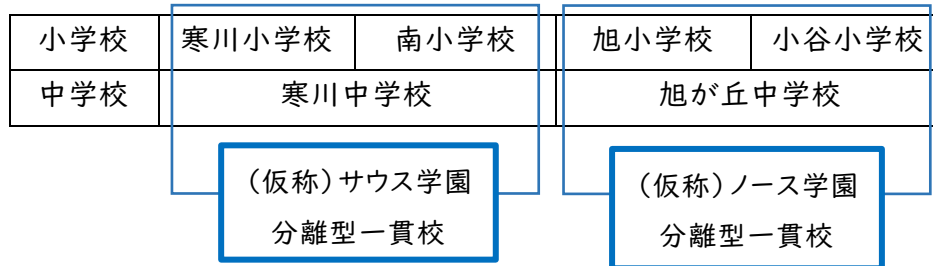 小学校 寒川小学校 南小学校 旭小学校 小谷小学校
中学校 寒川中学校 旭が丘中学校
(仮称)サウス学園
分離型一貫校
(仮称)ノース学園
分離型一貫校